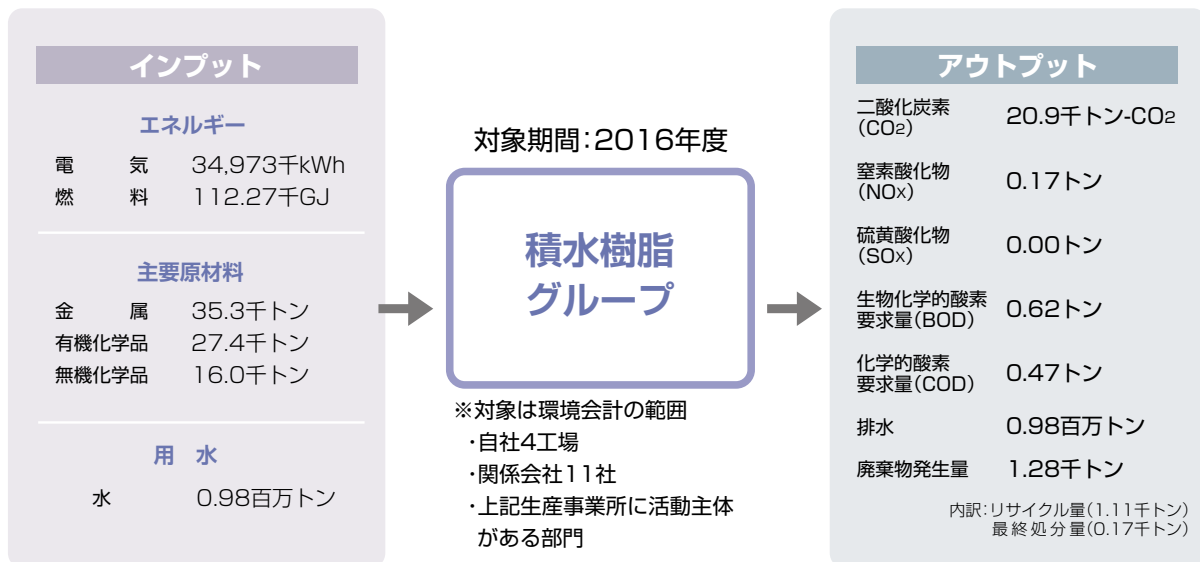 インプット
エネルギー
電気 34,973千kWh
燃料 112.27千GJ
主要原材料
金属 35.3千トン
有機化学品 27.4千トン
無機化学品 16.0千トン
用 水
水 0.98百万トン
対象期間:2016年度
積水樹脂
グループ
※対象は環境会計の範囲
・自社4工場
・関係会社11社
・上記生産事業所に活動主体
がある部門
アウトプット
二酸化炭素
(CO2) 20.9千トン-CO2
窒素酸化物
(NOX) 0.17トン
硫黄酸化物
(SOX) 0.00トン
生物化学的酸素
要求量(BOD) 0.62トン
化学的酸素
要求量(COD) 0.47トン
排水 0.98百万トン
廃棄物発生量 1.28千トン
内訳:リサイクル量(1.11千トン)
最終処分量(0.17千トン)